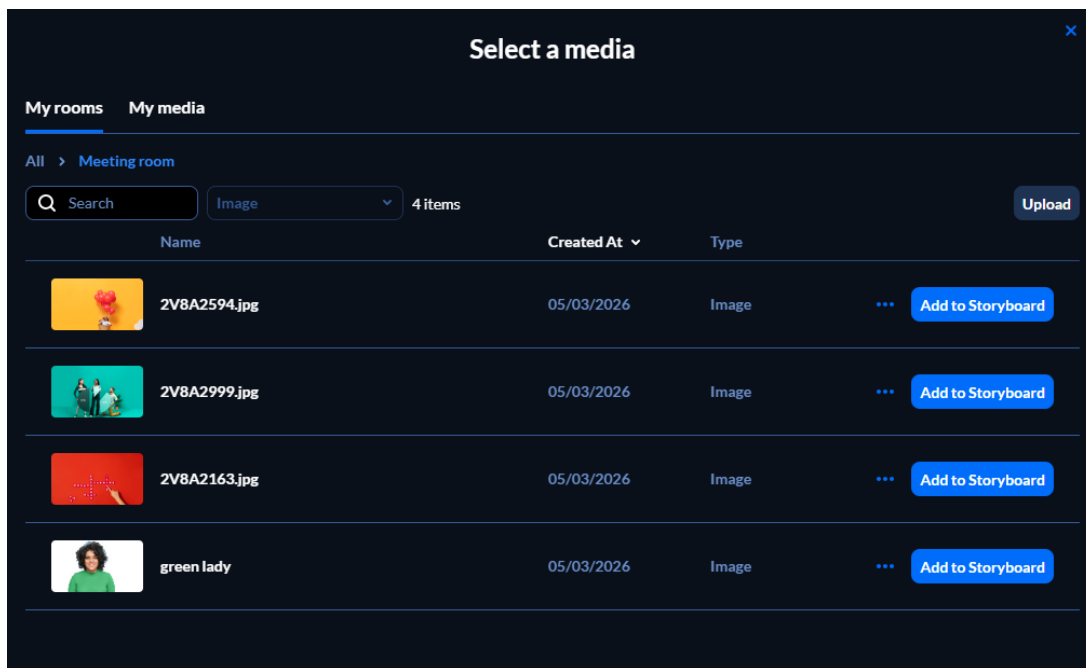 Select a media
My rooms My media
All > Meeting room
Search Image 4 items Upload
Name Created At Type
2V8A2594.jpg 05/03/2026 Image ••• Add to Storyboard
2V8A2999.jpg 05/03/2026 Image ••• Add to Storyboard
2V8A2163.jpg 05/03/2026 Image ••• Add to Storyboard
green lady 05/03/2026 Image ••• Add to Storyboard